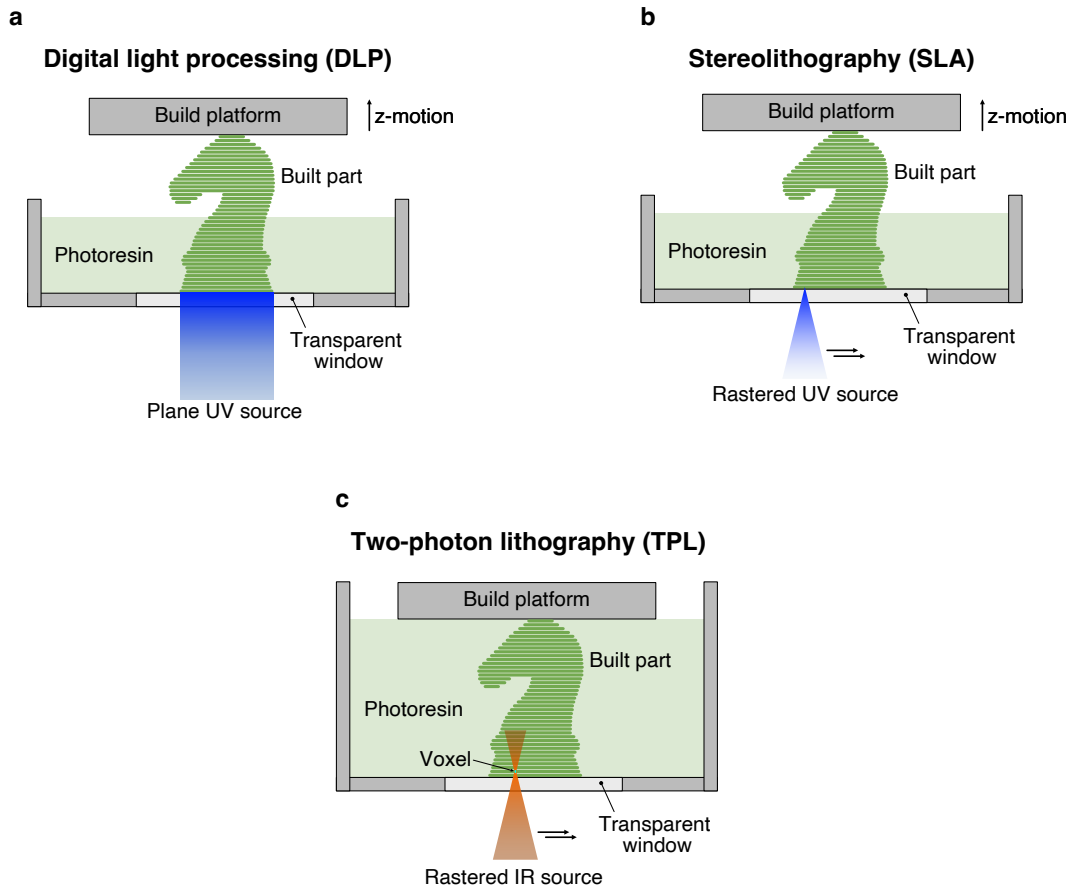 a
Digital light processing (DLP)
Build platform
z-motion
Built part
Photoresin
Transparent
window
Plane UV source
b
Stereolithography (SLA)
Build platform
z-motion
Built part
Photoresin
Transparent
window
Rastered UV source
c
Two-photon lithography (TPL)
Build platform
Built part
Photoresin
Voxel
Transparent
window
Rastered IR source